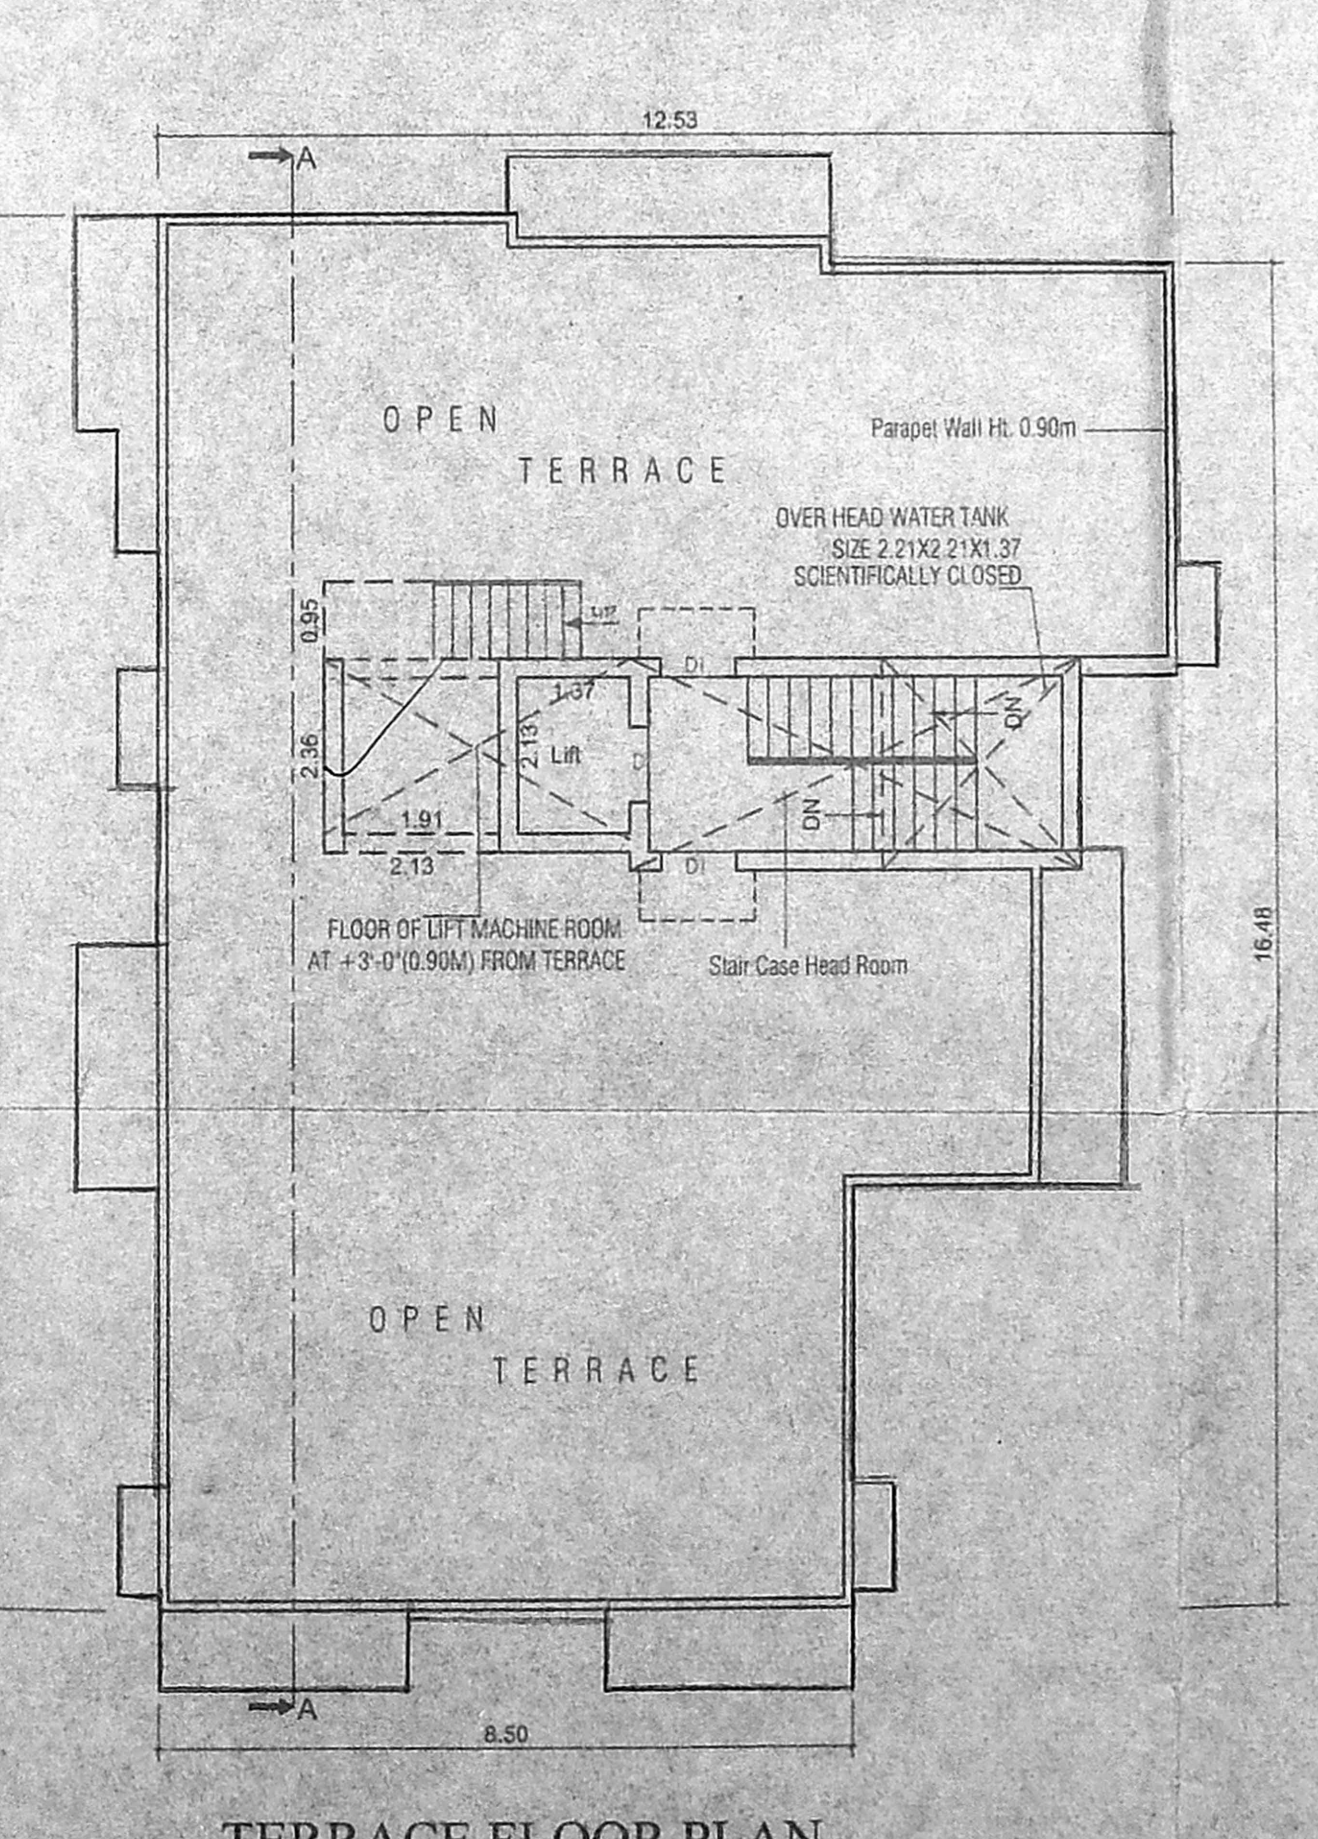 12.53
A
OPEN
TERRACE
Parapet Wall Ht. 0.90m
OVER HEAD WATER TANK
SIZE 2.21X2.21X1.37
SCIENTIFICALLY CLOSED
0.95
D1
1.37
2.13
Lift
2.36
DN
DN
1.91
2.13
D1
FLOOR OF LIFT MACHINE ROOM
AT +3'-0"(0.90M) FROM TERRACE
Stair Case Head Room
16.48
OPEN
TERRACE
A
8.50
TERRACE FLOOR PLAN